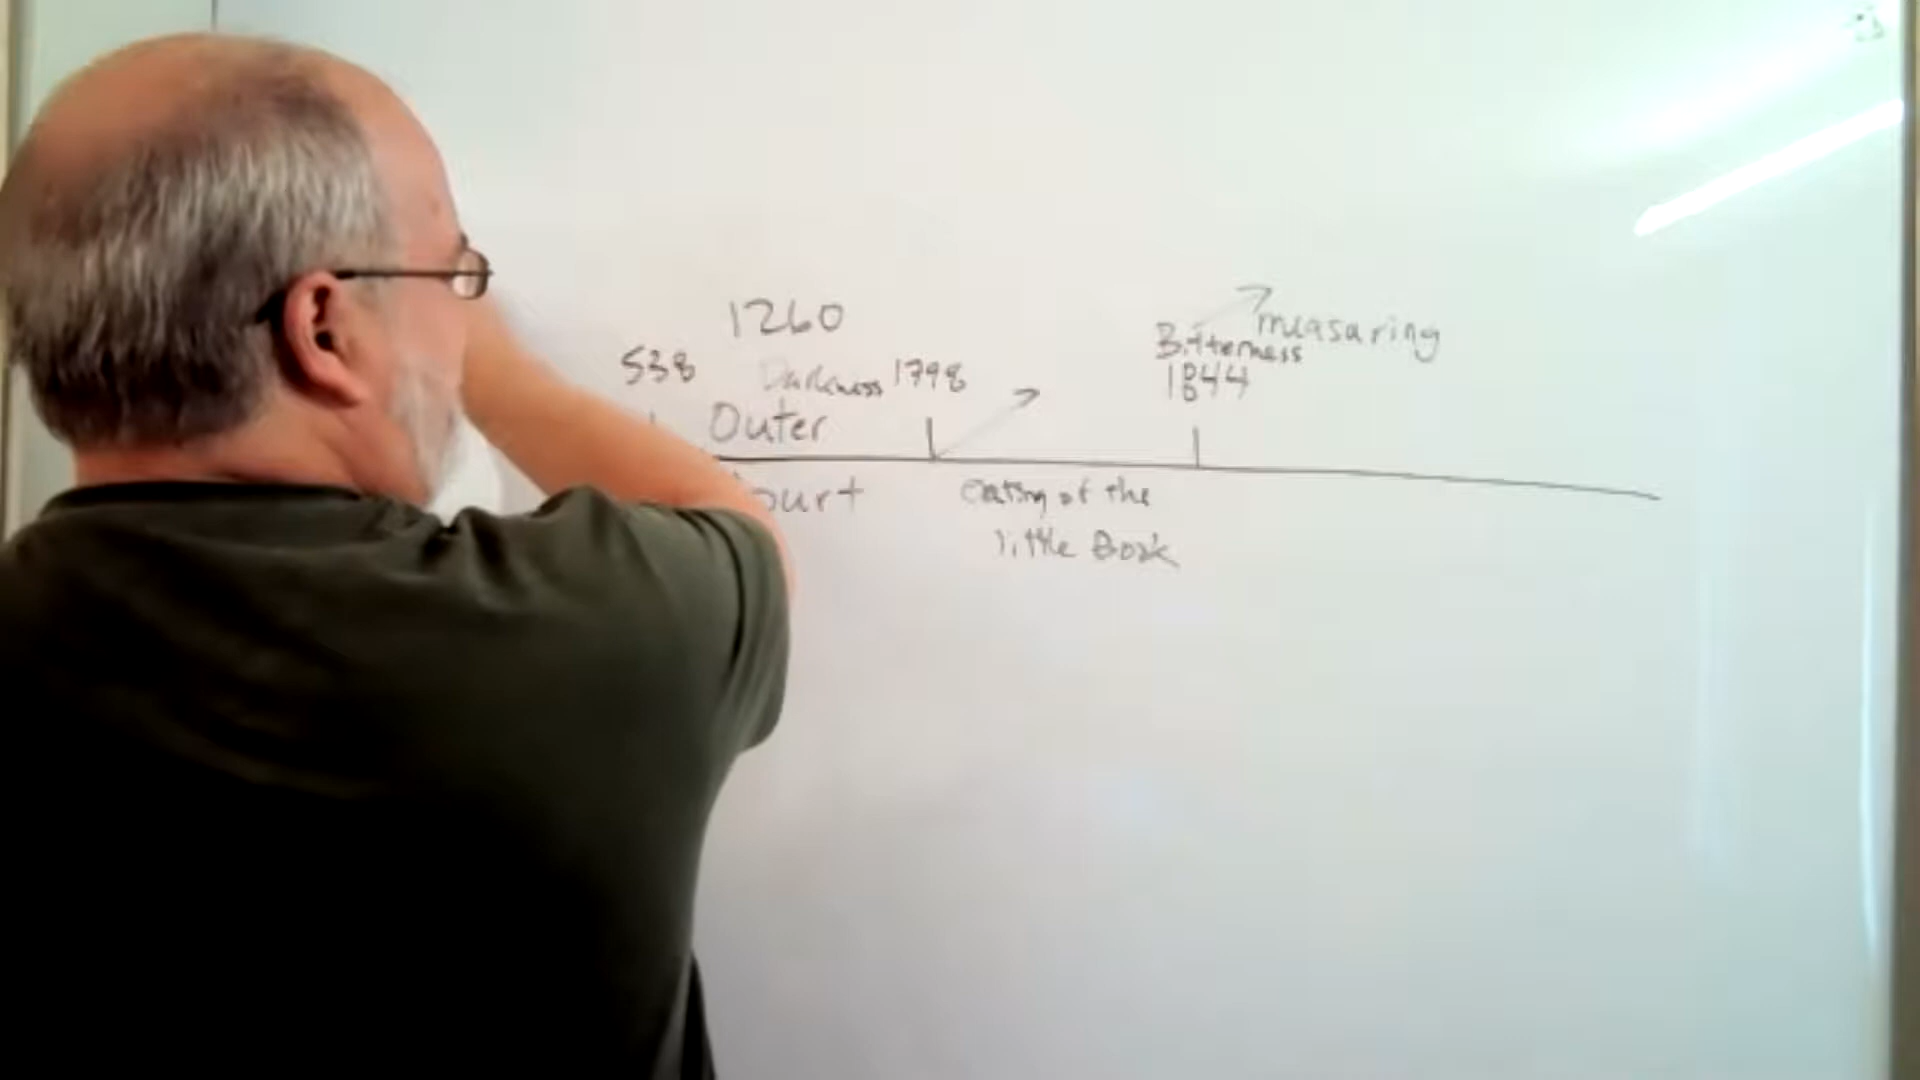 1260
measuring
Bitterness
538 Darkness 1798 1844
Outer
ourt eating of the
little Book